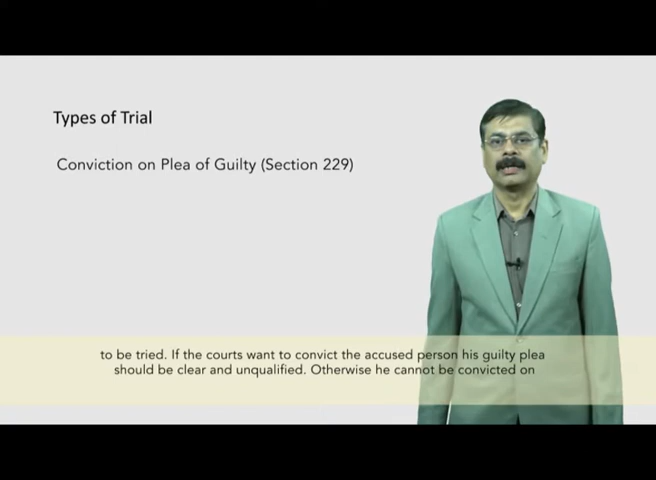 Types of Trial
Conviction on Plea of Guilty (Section 229)
to be tried. If the courts want to convict the accused person his guilty plea
should be clear and unqualified. Otherwise he cannot be convicted on